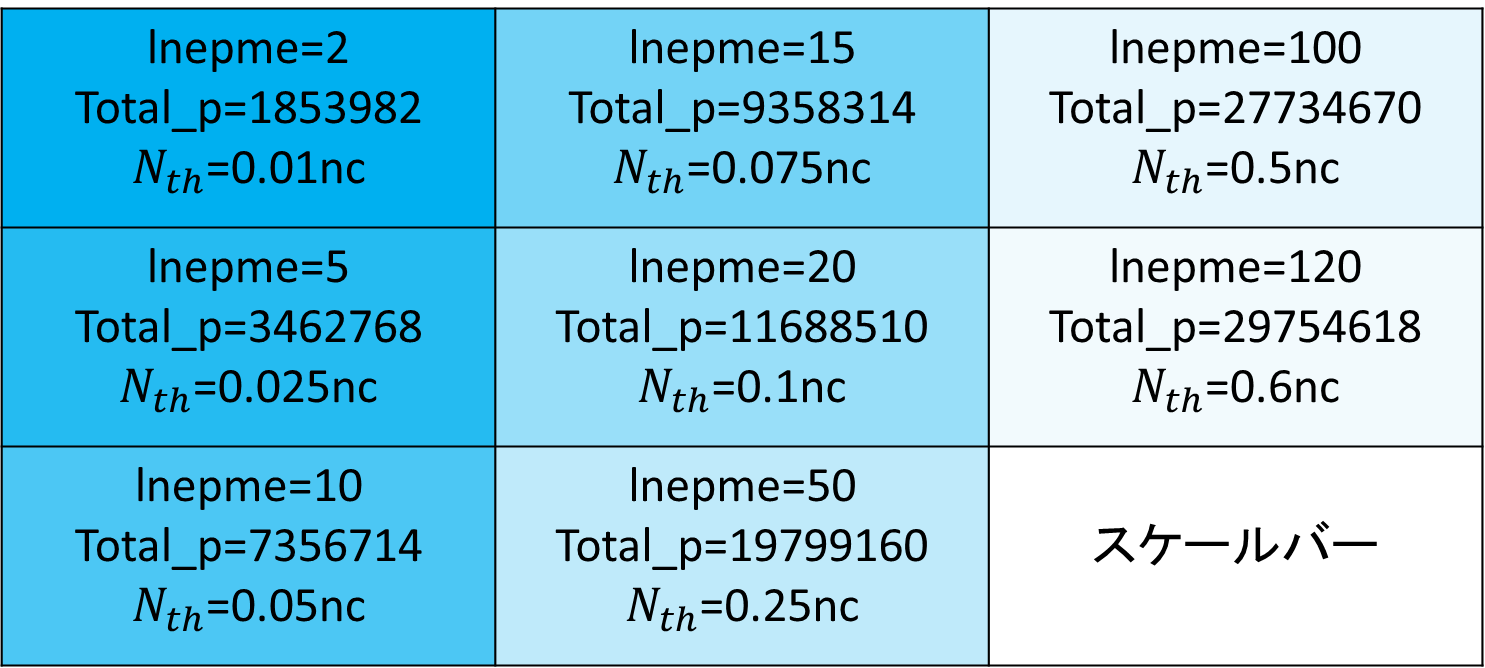 lnepme=2
Total_p=1853982
N_th=0.01nc
lnepme=15
Total_p=9358314
N_th=0.075nc
lnepme=100
Total_p=27734670
N_th=0.5nc
lnepme=5
Total_p=3462768
N_th=0.025nc
lnepme=20
Total_p=11688510
N_th=0.1nc
lnepme=120
Total_p=29754618
N_th=0.6nc
lnepme=10
Total_p=7356714
N_th=0.05nc
lnepme=50
Total_p=19799160
N_th=0.25nc
スケールバー